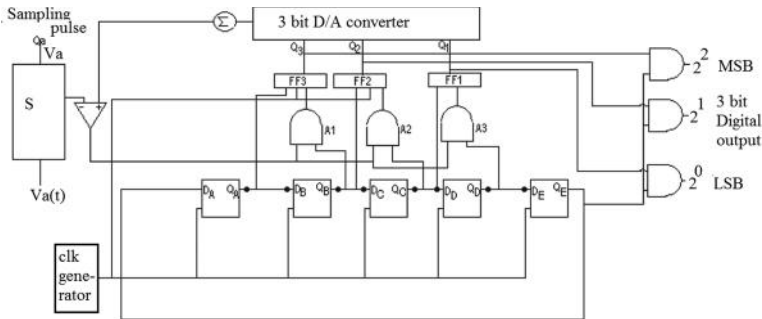 . Sampling
pulse
Qa
Va
S
Va(t)
Σ
3 bit D/A converter
Q3
Q2
Q1
FF3
FF2
FF1
- +
A1
A2
A3
DA QA
DB QB
DC QC
DD QD
DE QE
clk
gene-
rator
2^2 MSB
2^1 3 bit
Digital
output
2^0 LSB